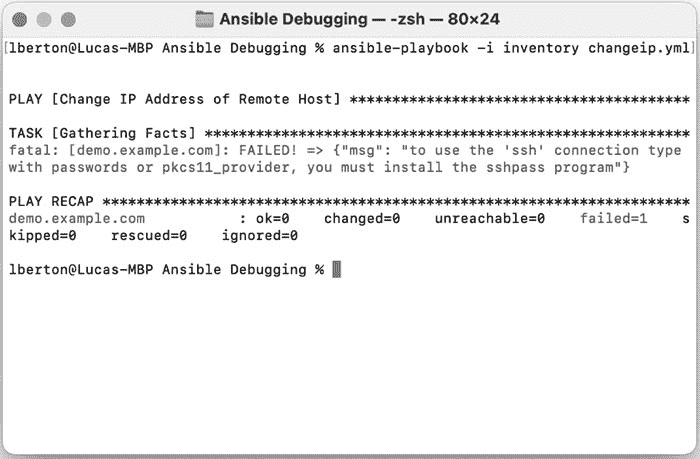 Ansible Debugging — -zsh — 80×24
[lberton@Lucas-MBP Ansible Debugging % ansible-playbook -i inventory changeip.yml]
PLAY [Change IP Address of Remote Host] ****************************************
TASK [Gathering Facts] *********************************************************
fatal: [demo.example.com]: FAILED! => {"msg": "to use the 'ssh' connection type
with passwords or pkcs11_provider, you must install the sshpass program"}
PLAY RECAP *********************************************************************
demo.example.com           : ok=0    changed=0    unreachable=0    failed=1    s
kipped=0    rescued=0    ignored=0
lberton@Lucas-MBP Ansible Debugging %